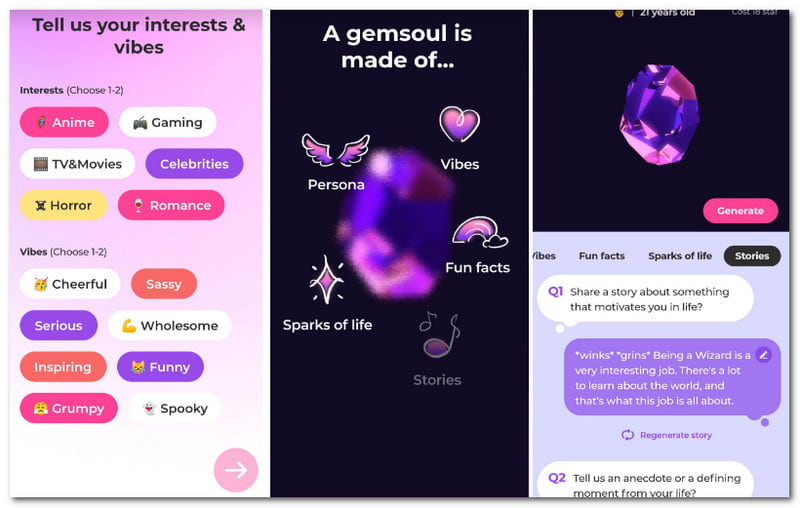 Tell us your interests &
vibes
Interests (Choose 1-2)
Anime
Gaming
TV&Movies
Celebrities
Horror
Romance
Vibes (Choose 1-2)
Cheerful
Sassy
Serious
Wholesome
Inspiring
Funny
Grumpy
Spooky
A gemsoul is
made of...
Persona
Vibes
Fun facts
Sparks of life
Stories
21 years old
Cost 18 star
Generate
Vibes
Fun facts
Sparks of life
Stories
Q1 Share a story about something
that motivates you in life?
*winks* *grins* Being a Wizard is a
very interesting job. There's a lot
to learn about the world, and
that's what this job is all about.
Regenerate story
Q2 Tell us an anecdote or a defining
moment from your life?